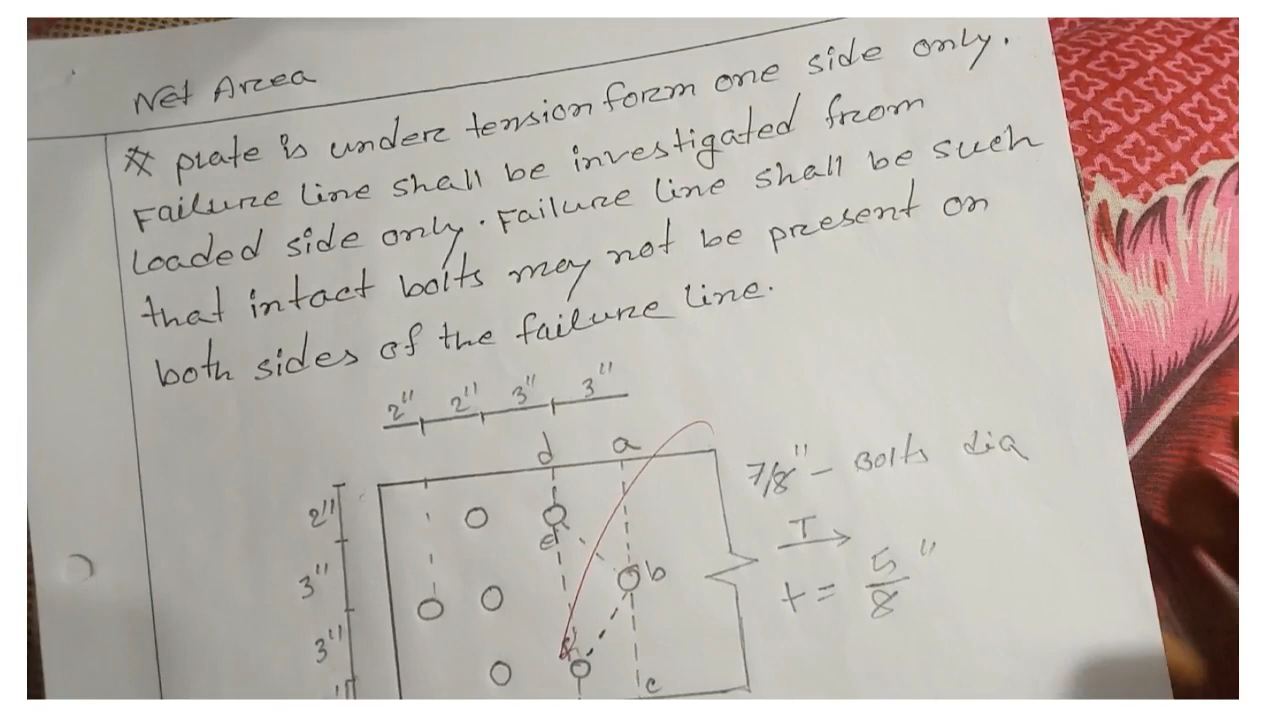 Net Area
* plate is under tension form one side only.
Failure line shall be investigated from
Loaded side only. Failure line shall be such
that intact bolts may not be present on
both sides of the failure line.
2" 2" 3" 3"
d a
7/8" - Bolts dia
2"
T
e
3"
b
t = 5/8"
3"
c